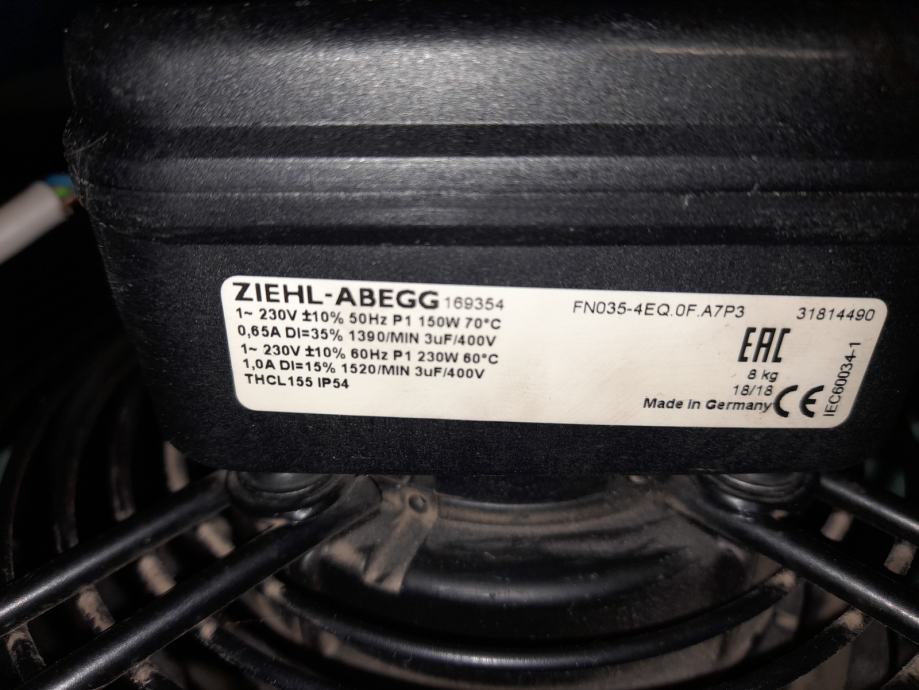 ZIEHL-ABEGG 169354 FN035-4EQ.0F.A7P3 31814490
1~ 230V ±10% 50Hz P1 150W 70°C
0,65A DI=35% 1390/MIN 3uF/400V
1~ 230V ±10% 60Hz P1 230W 60°C
1,0A DI=15% 1520/MIN 3uF/400V
THCL155 IP54
EAC
8 kg
18/18
Made in Germany CE
IEC60034-1